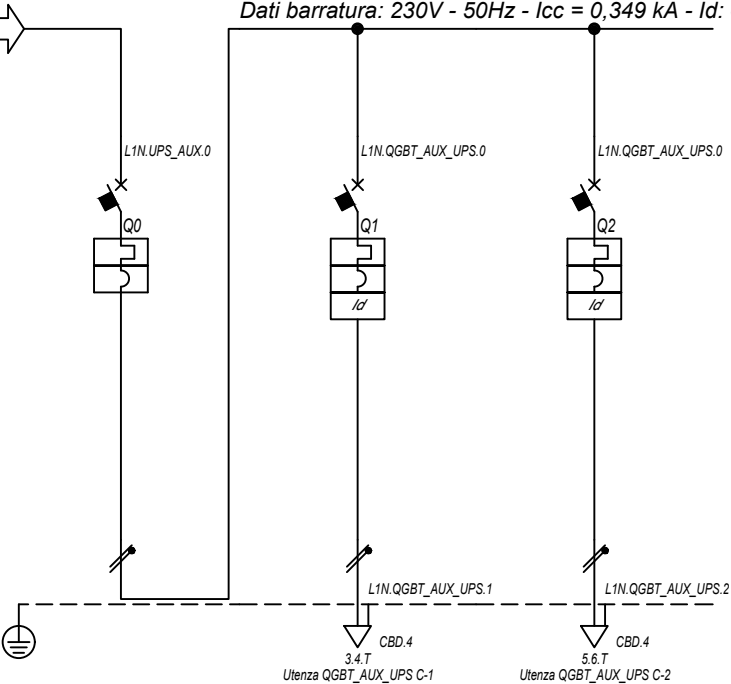 Dati barratura: 230V - 50Hz - Icc = 0,349 kA - Id:
L1N.UPS_AUX.0
L1N.QGBT_AUX_UPS.0
L1N.QGBT_AUX_UPS.0
Q0
Q1
Q2
Id
Id
L1N.QGBT_AUX_UPS.1
L1N.QGBT_AUX_UPS.2
CBD.4
CBD.4
3.4.T
5.6.T
Utenza QGBT_AUX_UPS C-1
Utenza QGBT_AUX_UPS C-2